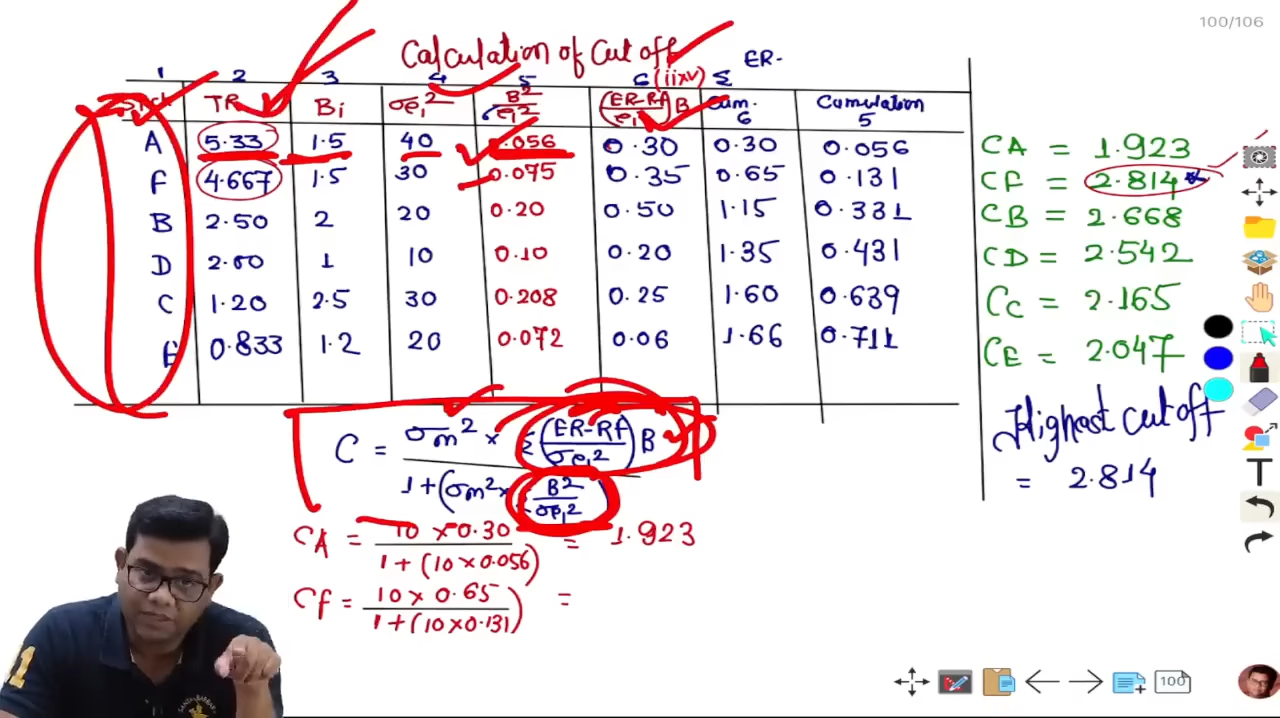 100/106
Calculation of Cut off
ER-
1 2 3 4 5 6 (iixv) Σ
TR Bi σei² B²/σei² (ER-RF/σei²)B Cum. 6 Cumulation 5
A 5.33 1.5 40 0.056 0.30 0.30 0.056
F 4.667 1.5 30 0.075 0.35 0.65 0.131
B 2.50 2 20 0.20 0.50 1.15 0.331
D 2.00 1 10 0.10 0.20 1.35 0.431
C 1.20 2.5 30 0.208 0.25 1.60 0.639
E 0.833 1.2 20 0.072 0.06 1.66 0.711
CA = 1.923
CF = 2.814
CB = 2.668
CD = 2.542
CC = 2.165
CE = 2.047
Highest cut off
= 2.814
C = σm² × Σ(ER-RF/σei²)B
1+(σm² × Σ B²/σei²)
CA = 10 × 0.30 / 1+(10×0.056) = 1.923
Cf = 10 × 0.65 / 1+(10×0.131) =
T
100